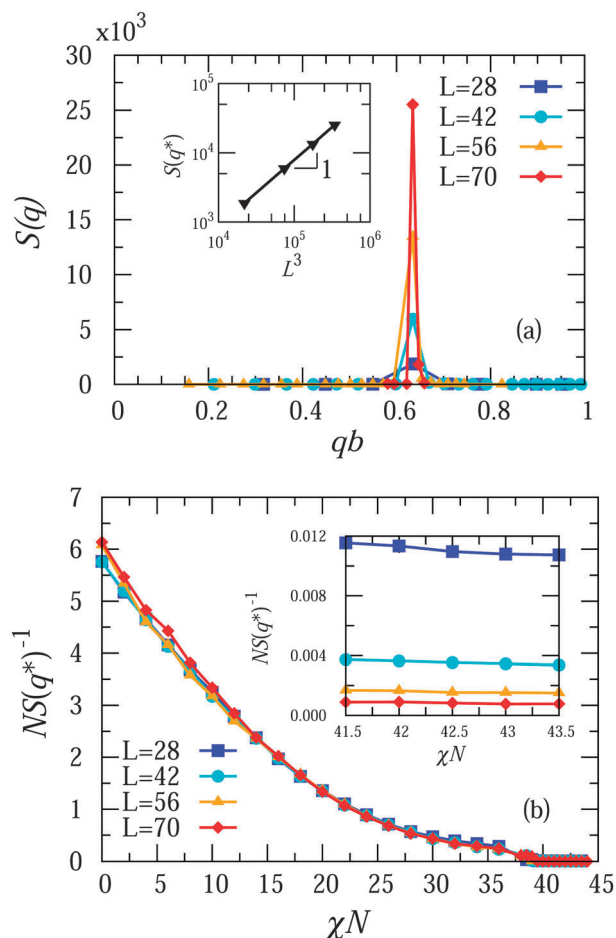 x10³
30
25
20
15
10
5
0
S(q)
0
0.2
0.4
0.6
0.8
1
qb
L=28
L=42
L=56
L=70
(a)
10⁵
10⁴
10³
S(q*)
10⁴
10⁵
10⁶
L³
1
7
6
5
4
3
2
1
0
NS(q*)⁻¹
0
5
10
15
20
25
30
35
40
45
χN
L=28
L=42
L=56
L=70
(b)
0.012
0.008
0.004
0.000
NS(q*)⁻¹
41.5
42
42.5
43
43.5
χN